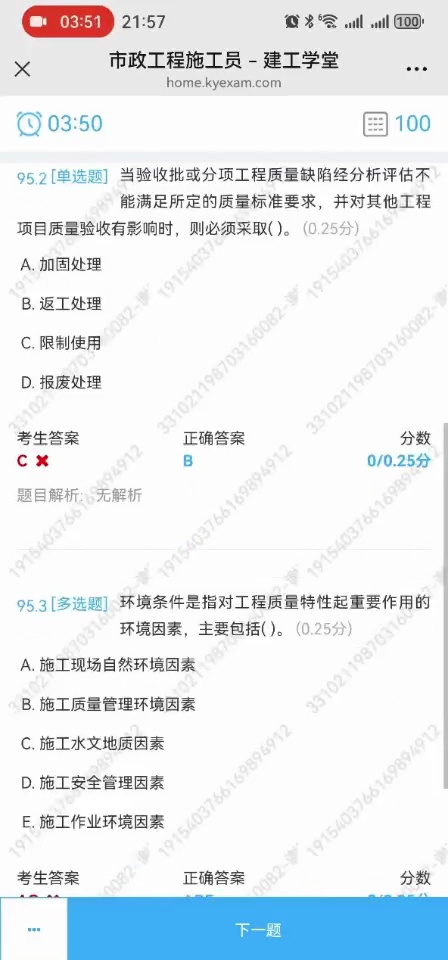 03:51 21:57 100
市政工程施工员 – 建工学堂
home.kyexam.com
03:50 100
95.2 [单选题] 当验收批或分项工程质量缺陷经分析评估不
能满足所定的质量标准要求，并对其他工程
项目质量验收有影响时，则必须采取( )。(0.25分)
A. 加固处理
B. 返工处理
C. 限制使用
D. 报废处理
考生答案 正确答案 分数
C B 0/0.25分
题目解析: 无解析
95.3 [多选题] 环境条件是指对工程质量特性起重要作用的
环境因素，主要包括( )。(0.25分)
A. 施工现场自然环境因素
B. 施工质量管理环境因素
C. 施工水文地质因素
D. 施工安全管理因素
E. 施工作业环境因素
考生答案 正确答案 分数
下一题